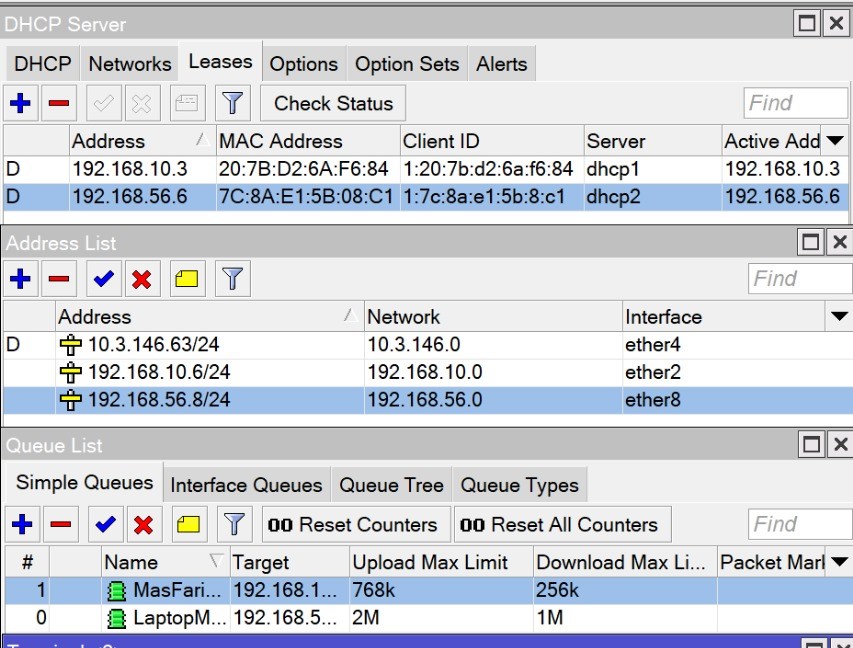 DHCP Server
DHCP Networks Leases Options Option Sets Alerts
Check Status Find
Address MAC Address Client ID Server Active Add
D 192.168.10.3 20:7B:D2:6A:F6:84 1:20:7b:d2:6a:f6:84 dhcp1 192.168.10.3
D 192.168.56.6 7C:8A:E1:5B:08:C1 1:7c:8a:e1:5b:8:c1 dhcp2 192.168.56.6
Address List
Find
Address Network Interface
D 10.3.146.63/24 10.3.146.0 ether4
192.168.10.6/24 192.168.10.0 ether2
192.168.56.8/24 192.168.56.0 ether8
Queue List
Simple Queues Interface Queues Queue Tree Queue Types
00 Reset Counters 00 Reset All Counters Find
# Name Target Upload Max Limit Download Max Li... Packet Mark
1 MasFari... 192.168.1... 768k 256k
0 LaptopM... 192.168.5... 2M 1M